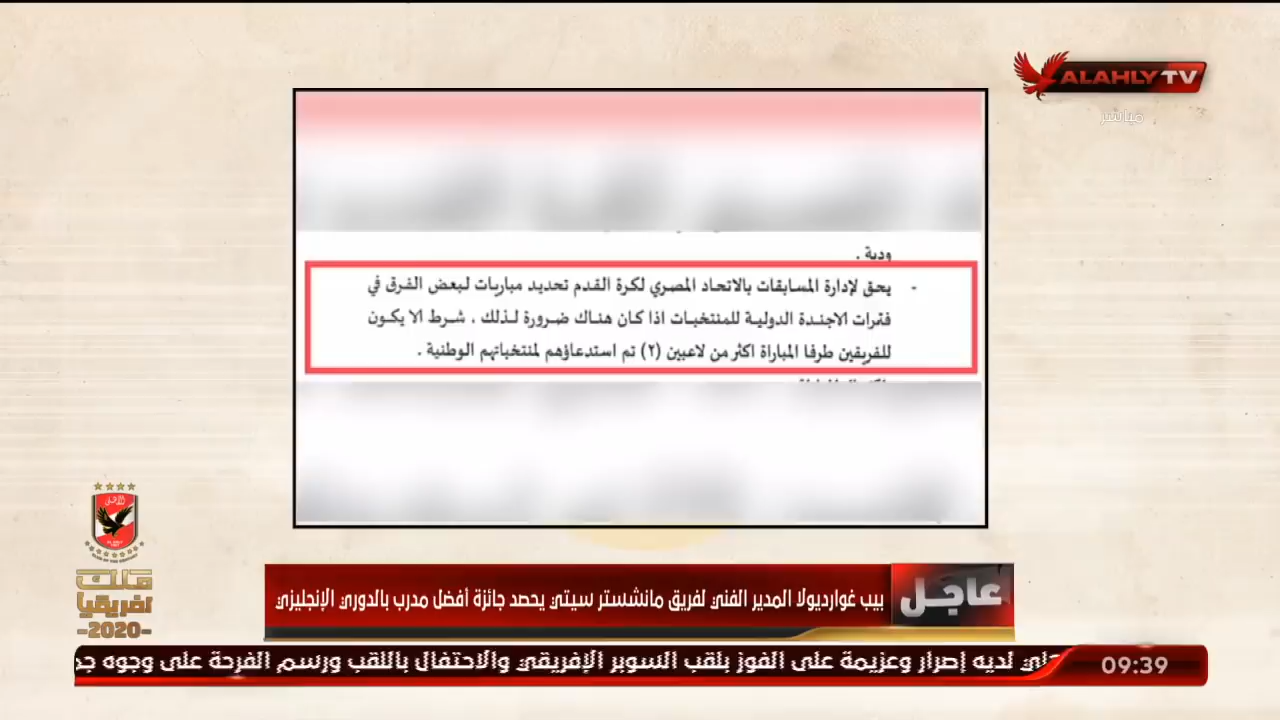 ALAHLY TV
مباشر
ودية .
- يحق لإدارة المسابقات بالاتحاد المصري لكرة القدم تحديد مباريات لبعض الفرق في
فترات الاجندة الدولية للمنتخبات اذا كان هناك ضرورة لذلك ، شرط الا يكون
للفريقين طرفا المباراة اكثر من لاعبين (٢) تم استدعاؤهم لمنتخباتهم الوطنية .
ملك
افريقيا
-2020-
عاجل
بيب غوارديولا المدير الفني لفريق مانشستر سيتي يحصد جائزة أفضل مدرب بالدوري الإنجليزي
لديه إصرار وعزيمة على الفوز بلقب السوبر الإفريقي والاحتفال باللقب ورسم الفرحة على وجوه
09:39